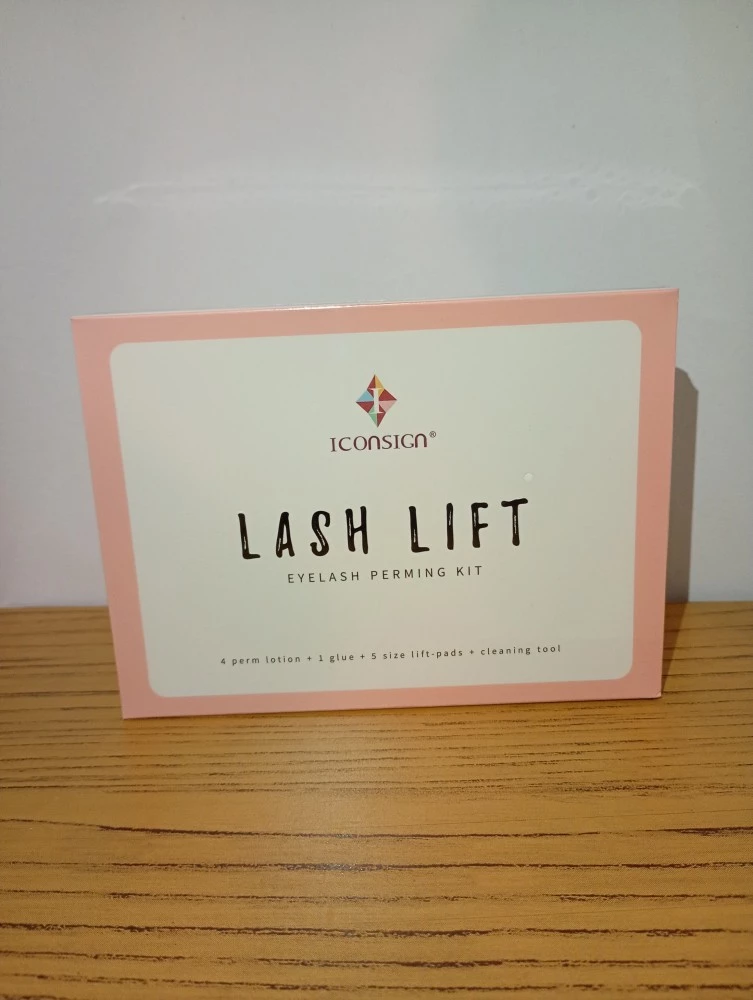 I
ICONSIGN®
LASH LIFT
EYELASH PERMING KIT
4 perm lotion + 1 glue + 5 size lift-pads + cleaning tool